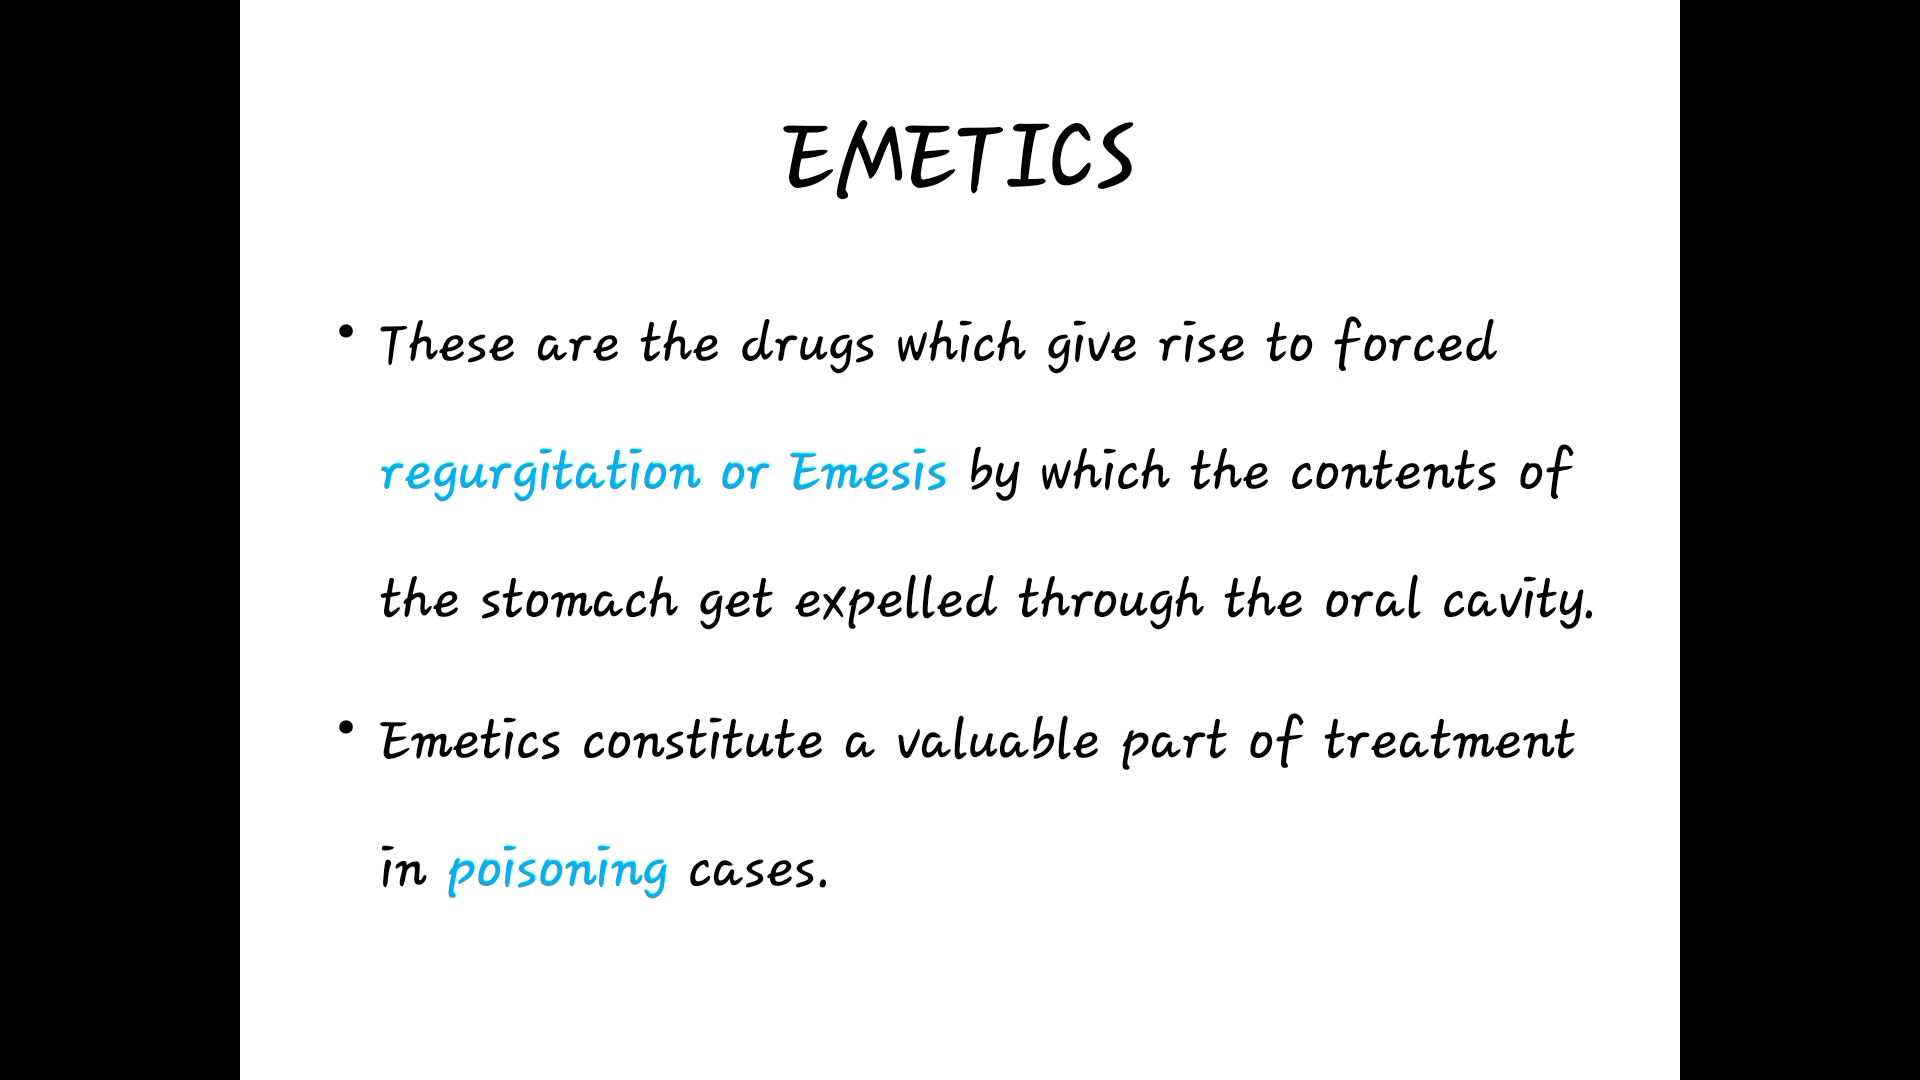 EMETICS
• These are the drugs which give rise to forced
regurgitation or Emesis by which the contents of
the stomach get expelled through the oral cavity.
• Emetics constitute a valuable part of treatment
in poisoning cases.